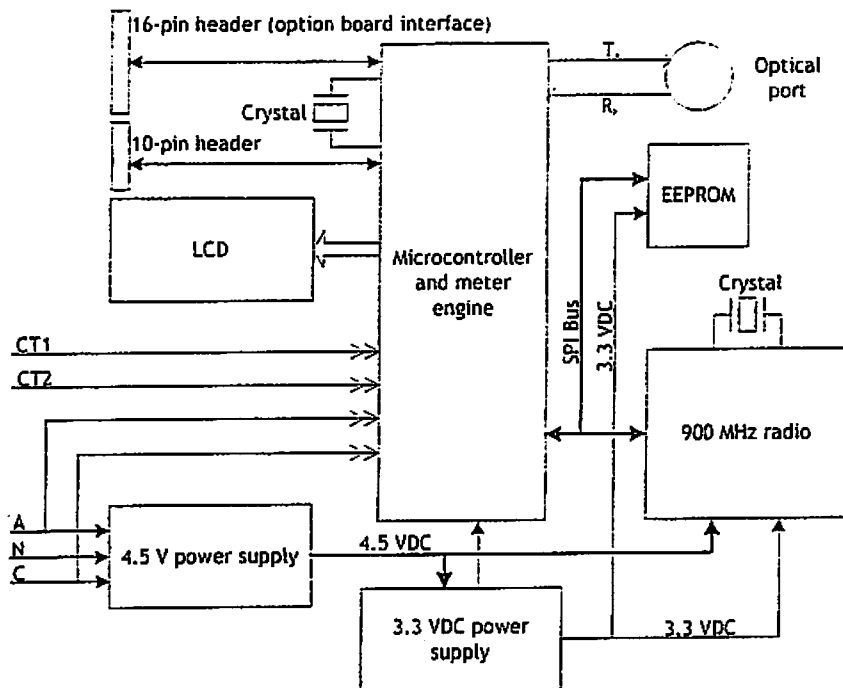 16-pin header (option board interface)
Crystal
10-pin header
LCD
Microcontroller
and meter
engine
Optical
port
EEPROM
SPI Bus
3.3 VDC
Crystal
900 MHz radio
CT1
CT2
A
N
C
4.5 V power supply
4.5 VDC
3.3 VDC power
supply
3.3 VDC